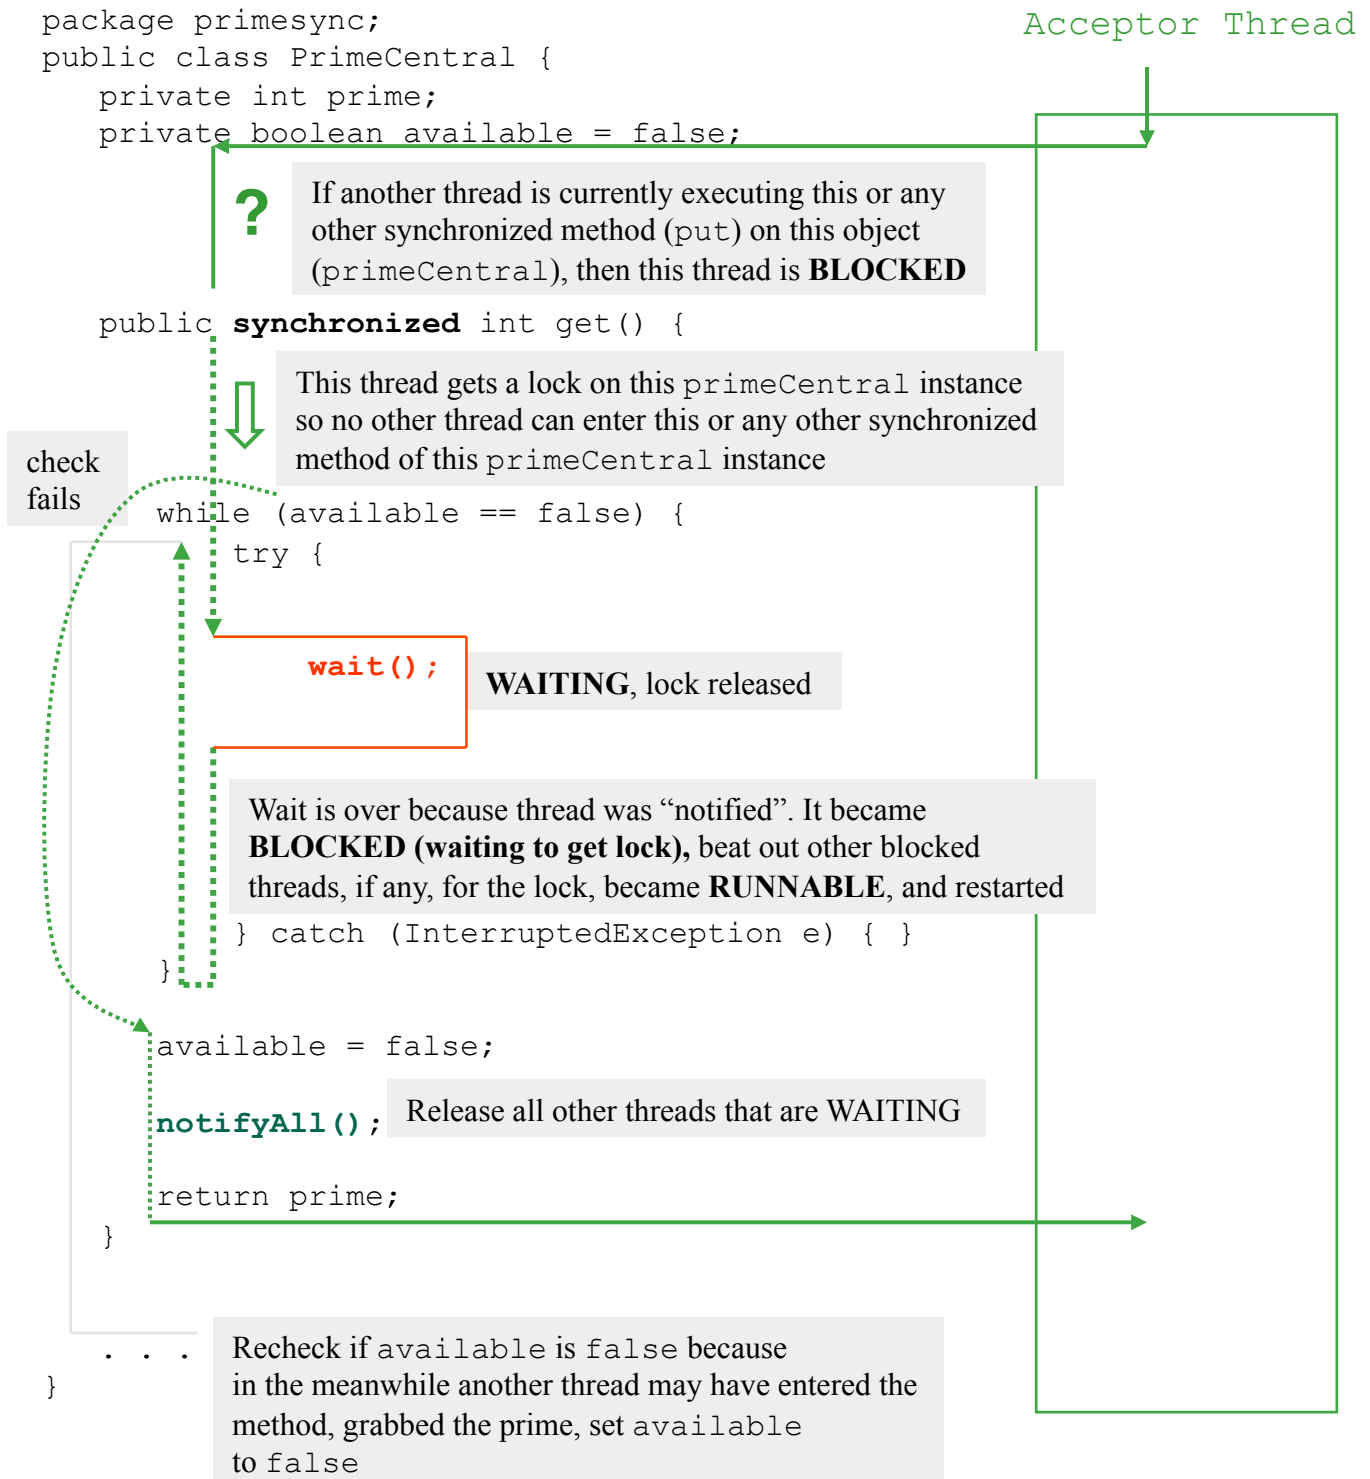 package primesync;
Acceptor Thread
public class PrimeCentral {
private int prime;
private boolean available = false;
?
If another thread is currently executing this or any
other synchronized method (put) on this object
(primeCentral), then this thread is BLOCKED
public synchronized int get() {
This thread gets a lock on this primeCentral instance
so no other thread can enter this or any other synchronized
method of this primeCentral instance
check
fails
while (available == false) {
try {
wait();
WAITING, lock released
Wait is over because thread was “notified”. It became
BLOCKED (waiting to get lock), beat out other blocked
threads, if any, for the lock, became RUNNABLE, and restarted
} catch (InterruptedException e) { }
}
available = false;
notifyAll();
Release all other threads that are WAITING
return prime;
}
. . .
Recheck if available is false because
}
in the meanwhile another thread may have entered the
method, grabbed the prime, set available
to false